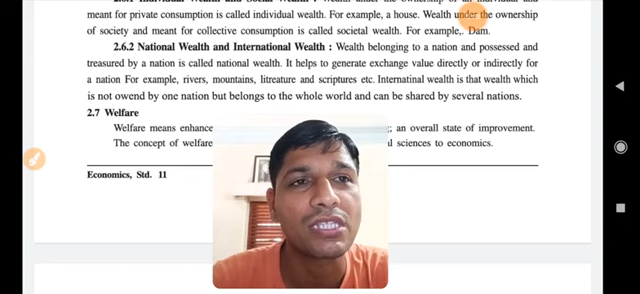 meant for private consumption is called individual wealth. For example, a house. Wealth under the ownership
of society and meant for collective consumption is called societal wealth. For example,. Dam.
2.6.2 National Wealth and International Wealth : Wealth belonging to a nation and possessed and
treasured by a nation is called national wealth. It helps to generate exchange value directly or indirectly for
a nation For example, rivers, mountains, litreature and scriptures etc. Internatinal wealth is that wealth which
is not owend by one nation but belongs to the whole world and can be shared by several nations.
2.7 Welfare
Welfare means enhance ; an overall state of improvement.
The concept of welfare sciences to economics.
Economics, Std. 11